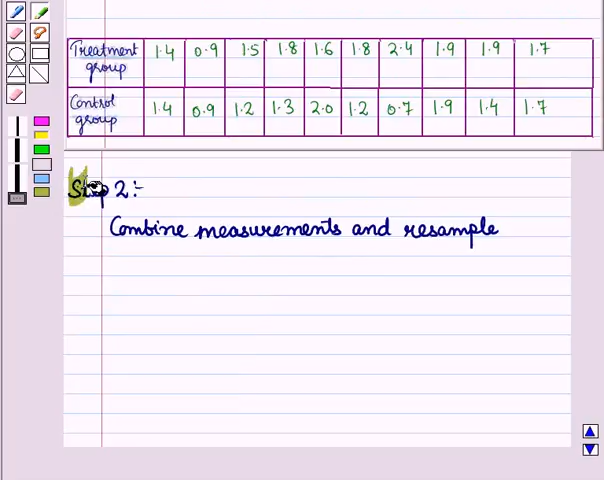 Treatment group 1.4 0.9 1.5 1.8 1.6 1.8 2.4 1.9 1.9 1.7
Control group 1.4 0.9 1.2 1.3 2.0 1.2 0.7 1.9 1.4 1.7
Step 2:-
Combine measurements and resample